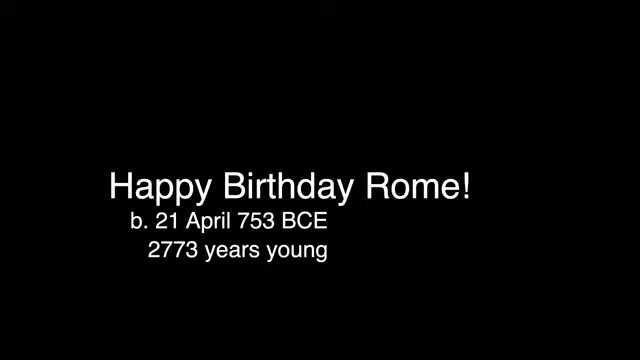 Happy Birthday Rome!
b. 21 April 753 BCE
2773 years young